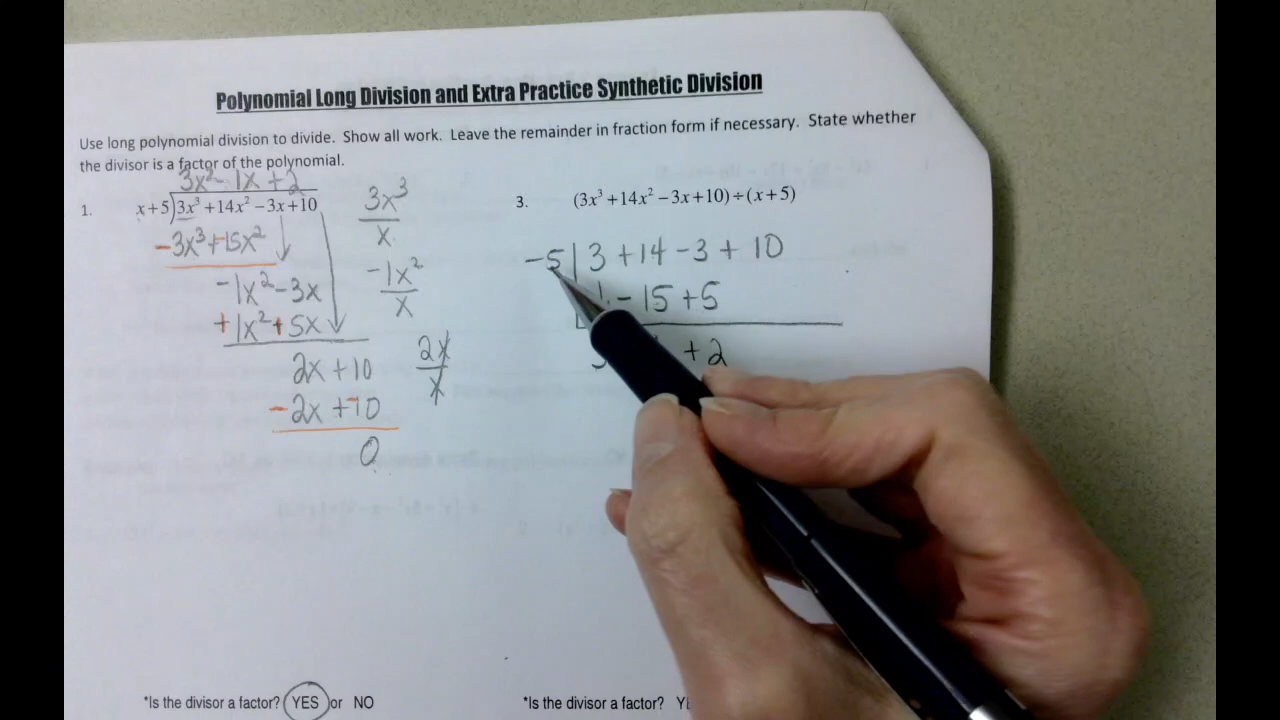 Polynomial Long Division and Extra Practice Synthetic Division
Use long polynomial division to divide. Show all work. Leave the remainder in fraction form if necessary. State whether
the divisor is a factor of the polynomial.
3x² - 1x + 2
1. x+5)3x³+14x²-3x+10
-3x³+15x²
-1x²-3x
+1x²+5x
2x+10
-2x+10
0
3x³
x
-1x²
x
2x
x
3. (3x³+14x²-3x+10)÷(x+5)
-5| 3 +14 -3 + 10
-15 +5
+2
*Is the divisor a factor? YES or NO
*Is the divisor a factor?